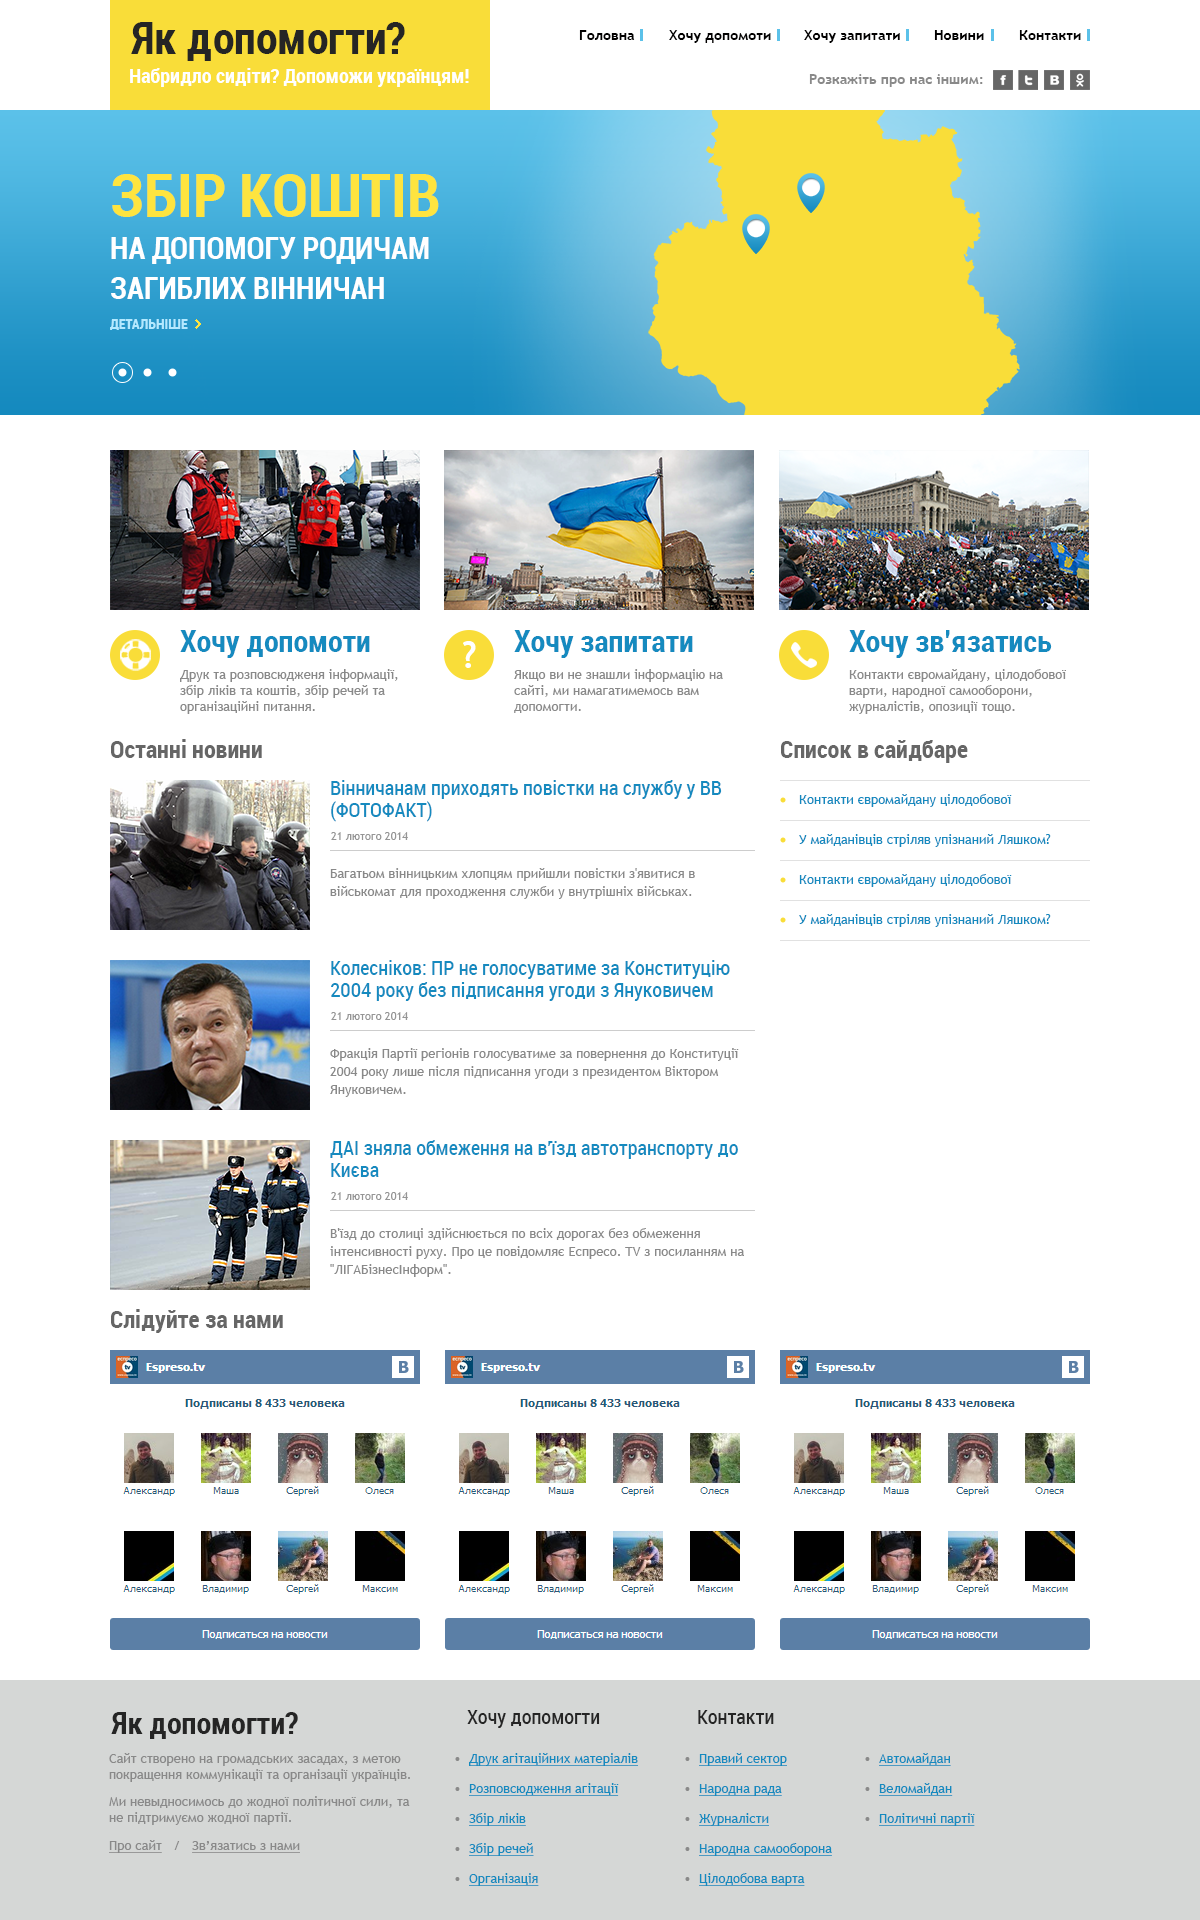 Як допомогти?
Набридло сидіти? Допоможи українцям!
Головна
Хочу допомоти
Хочу запитати
Новини
Контакти
Розкажіть про нас іншим:
ЗБІР КОШТІВ
НА ДОПОМОГУ РОДИЧАМ
ЗАГИБЛИХ ВІННИЧАН
ДЕТАЛЬНІШЕ
Хочу допомоти
Друк та розповсюдженя інформації,
збір ліків та коштів, збір речей та
організаційні питання.
?
Хочу запитати
Якщо ви не знашли інформацію на
сайті, ми намагатимемось вам
допомогти.
Хочу зв'язатись
Контакти євромайдану, цілодобової
варти, народної самооборони,
журналістів, опозиції тощо.
Останні новини
Вінничанам приходять повістки на службу у ВВ
(ФОТОФАКТ)
21 лютого 2014
Багатьом вінницьким хлопцям прийшли повістки з'явитися в
військомат для проходження служби у внутрішніх військах.
Колесніков: ПР не голосуватиме за Конституцію
2004 року без підписання угоди з Януковичем
21 лютого 2014
Фракція Партії регіонів голосуватиме за повернення до Конституції
2004 року лише після підписання угоди з президентом Віктором
Януковичем.
ДАІ зняла обмеження на в'їзд автотранспорту до
Києва
21 лютого 2014
В'їзд до столиці здійснюється по всіх дорогах без обмеження
інтенсивності руху. Про це повідомляє Еспресо. TV з посиланням на
"ЛІГАБізнесІнформ".
Список в сайдбаре
Контакти євромайдану цілодобової
У майданівців стріляв упізнаний Ляшком?
Контакти євромайдану цілодобової
У майданівців стріляв упізнаний Ляшком?
Слідуйте за нами
Espreso.tv
B
Подписаны 8 433 человека
Александр
Маша
Сергей
Олеся
Александр
Владимир
Сергей
Максим
Подписаться на новости
Espreso.tv
B
Подписаны 8 433 человека
Александр
Маша
Сергей
Олеся
Александр
Владимир
Сергей
Максим
Подписаться на новости
Espreso.tv
B
Подписаны 8 433 человека
Александр
Маша
Сергей
Олеся
Александр
Владимир
Сергей
Максим
Подписаться на новости
Як допомогти?
Сайт створено на громадських засадах, з метою
покращення коммунікації та організації українців.
Ми невыдносимось до жодної політичної сили, та
не підтримуємо жодної партії.
Про сайт / Зв'язатись з нами
Хочу допомогти
Друк агітаційних матеріалів
Розповсюдження агітації
Збір ліків
Збір речей
Організація
Контакти
Правий сектор
Народна рада
Журналісти
Народна самооборона
Цілодобова варта
Автомайдан
Веломайдан
Політичні партії